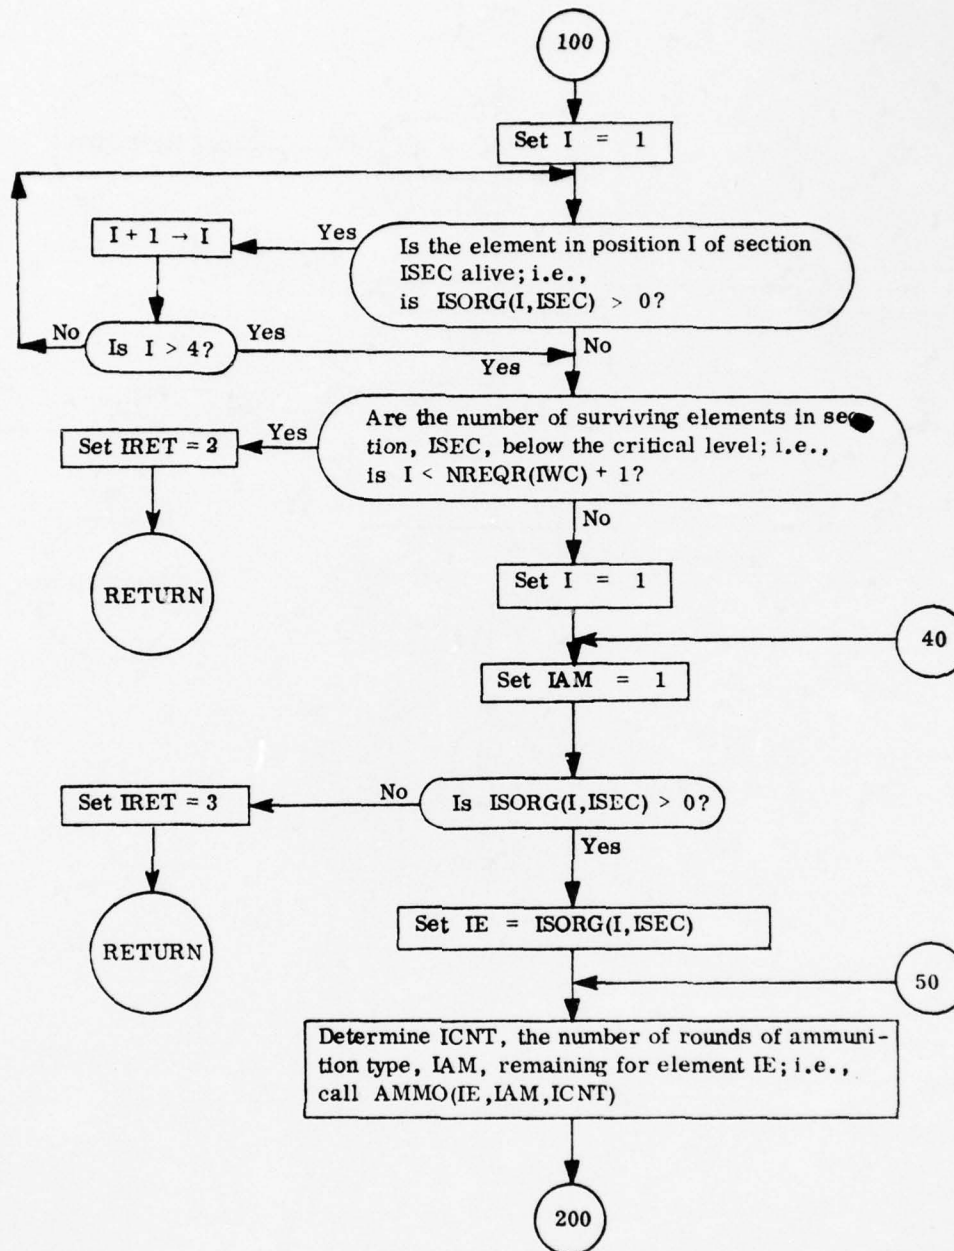 100
Set I = 1
I + 1 → I
Yes
Is the element in position I of section
ISEC alive; i.e.,
is ISORG(I,ISEC) > 0?
No
Is I > 4?
Yes
Yes
No
Are the number of surviving elements in sec-
tion, ISEC, below the critical level; i.e.,
is I < NREQR(IWC) + 1?
Yes
Set IRET = 2
RETURN
No
Set I = 1
40
Set IAM = 1
Is ISORG(I,ISEC) > 0?
No
Set IRET = 3
RETURN
Yes
Set IE = ISORG(I,ISEC)
50
Determine ICNT, the number of rounds of ammuni-
tion type, IAM, remaining for element IE; i.e.,
call AMMO(IE,IAM,ICNT)
200